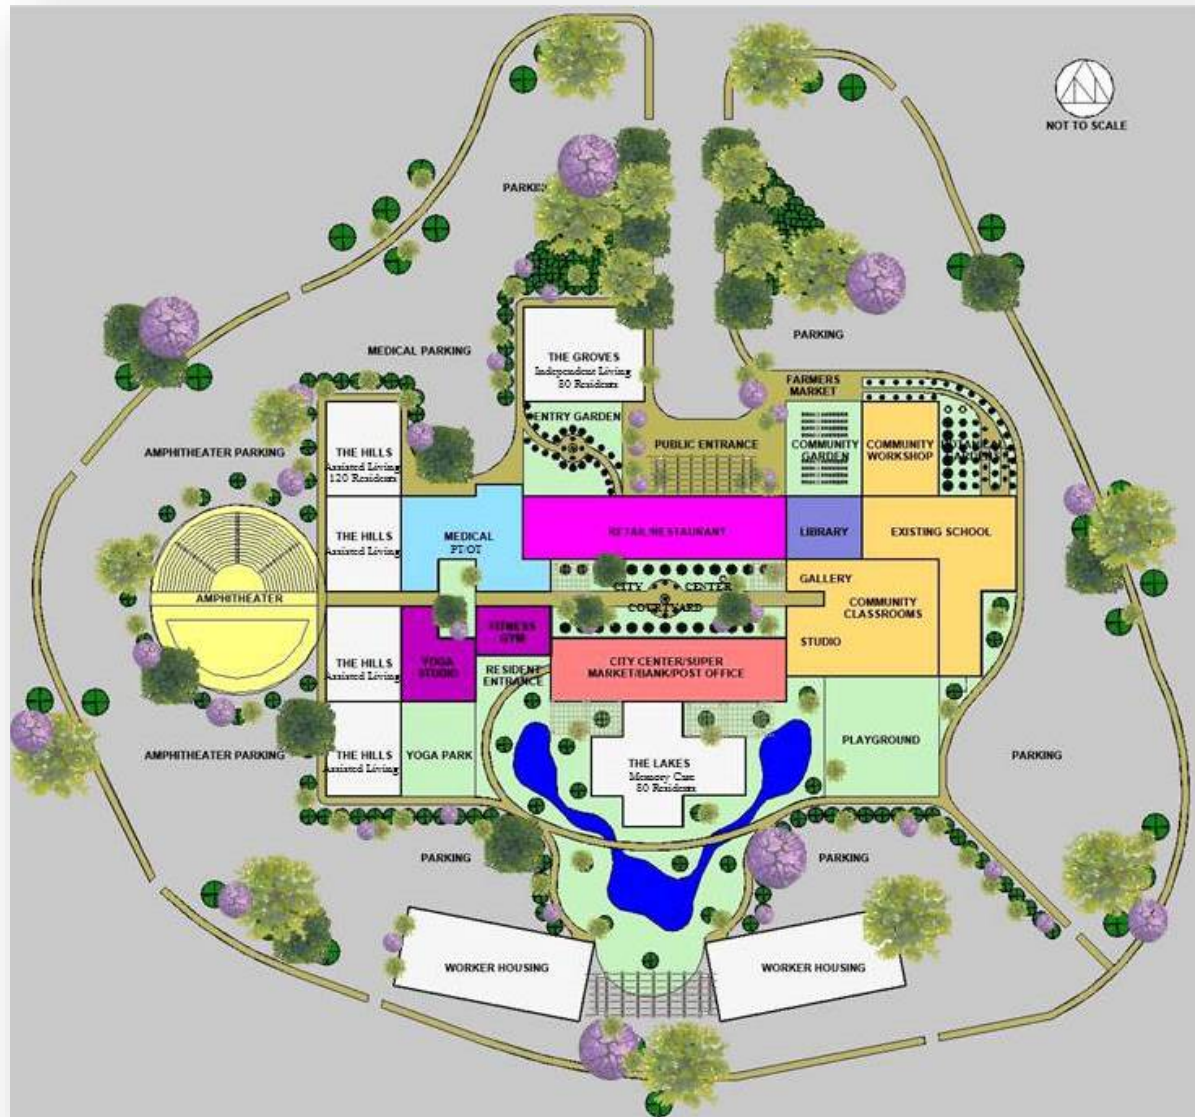 NOT TO SCALE
PARKING
PARKING
MEDICAL PARKING
THE GROVES
Independent Living
80 Residents
FARMERS
MARKET
ENTRY GARDEN
PUBLIC ENTRANCE
COMMUNITY
GARDEN
COMMUNITY
WORKSHOP
BOTANICAL
GARDEN
AMPHITHEATER PARKING
THE HILLS
Assisted Living
120 Residents
THE HILLS
Assisted Living
MEDICAL
PT/OT
RETAIL/RESTAURANT
LIBRARY
EXISTING SCHOOL
AMPHITHEATER
CITY CENTER
COURTYARD
GALLERY
COMMUNITY
CLASSROOMS
STUDIO
THE HILLS
Assisted Living
YOGA
STUDIO
FITNESS
GYM
RESIDENT
ENTRANCE
CITY CENTER/SUPER
MARKET/BANK/POST OFFICE
AMPHITHEATER PARKING
THE HILLS
Assisted Living
YOGA PARK
THE LAKES
Memory Care
80 Residents
PLAYGROUND
PARKING
PARKING
PARKING
WORKER HOUSING
WORKER HOUSING